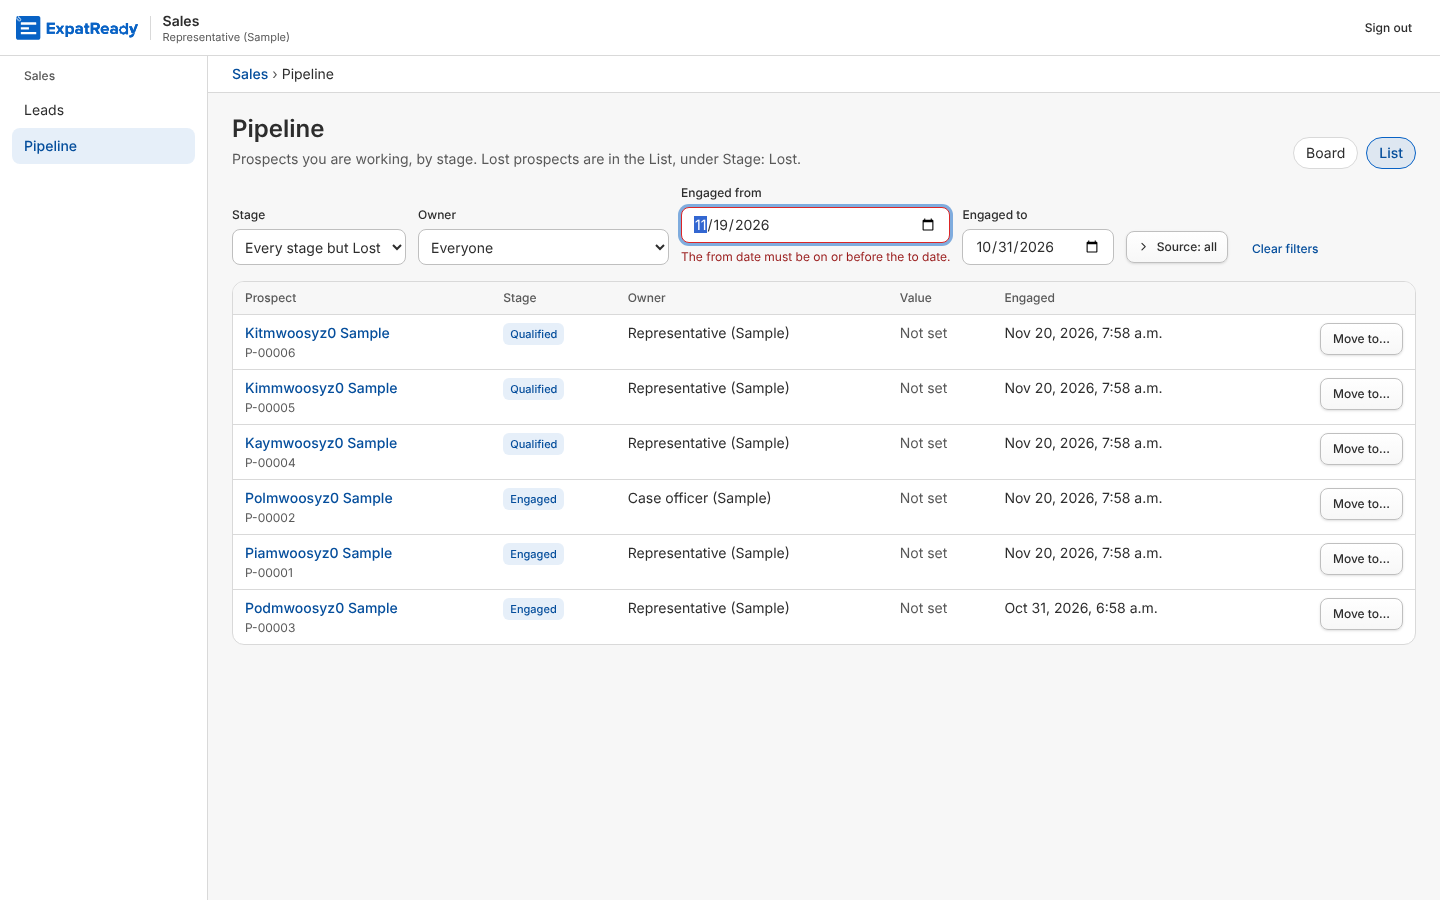 ExpatReady
Sales
Representative (Sample)
Sign out
Sales
Leads
Pipeline
Sales › Pipeline
Pipeline
Prospects you are working, by stage. Lost prospects are in the List, under Stage: Lost.
Board
List
Stage
Every stage but Lost
Owner
Everyone
Engaged from
11/19/2026
The from date must be on or before the to date.
Engaged to
10/31/2026
Source: all
Clear filters
Prospect Stage Owner Value Engaged
Kitmwoosyz0 Sample Qualified Representative (Sample) Not set Nov 20, 2026, 7:58 a.m. Move to...
P-00006
Kimmwoosyz0 Sample Qualified Representative (Sample) Not set Nov 20, 2026, 7:58 a.m. Move to...
P-00005
Kaymwoosyz0 Sample Qualified Representative (Sample) Not set Nov 20, 2026, 7:58 a.m. Move to...
P-00004
Polmwoosyz0 Sample Engaged Case officer (Sample) Not set Nov 20, 2026, 7:58 a.m. Move to...
P-00002
Piamwoosyz0 Sample Engaged Representative (Sample) Not set Nov 20, 2026, 7:58 a.m. Move to...
P-00001
Podmwoosyz0 Sample Engaged Representative (Sample) Not set Oct 31, 2026, 6:58 a.m. Move to...
P-00003